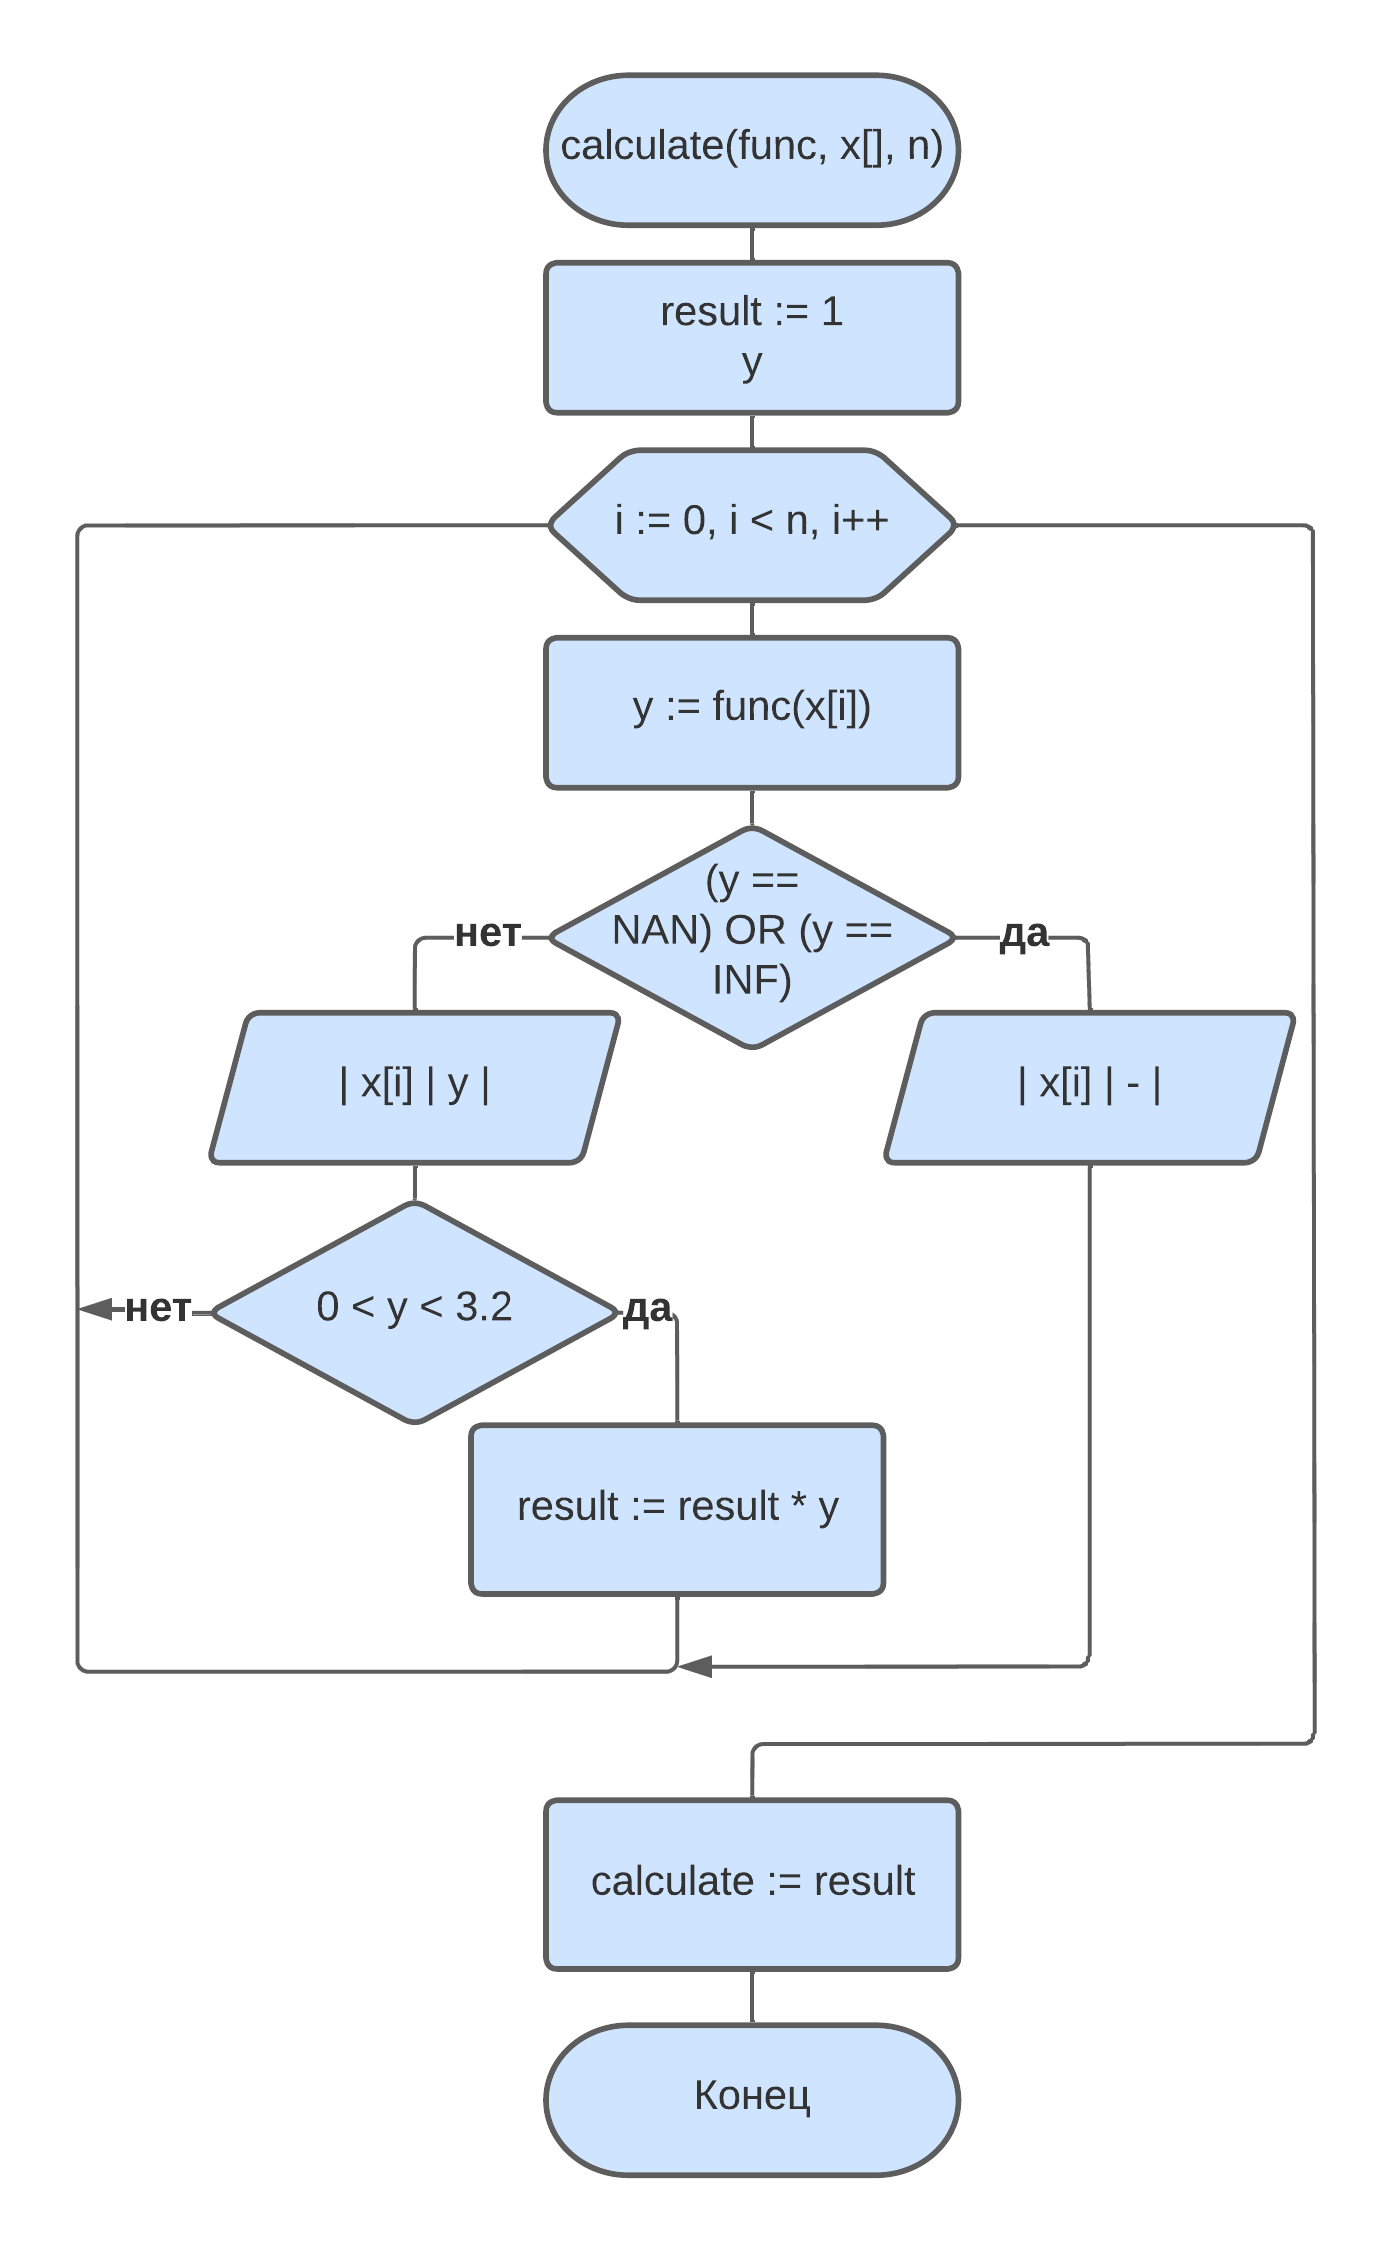 calculate(func, x[], n)
result := 1
y
i := 0, i < n, i++
y := func(x[i])
(y ==
NAN) OR (y ==
INF)
нет
да
| x[i] | y |
| x[i] | - |
0 < y < 3.2
нет
да
result := result * y
calculate := result
Конец